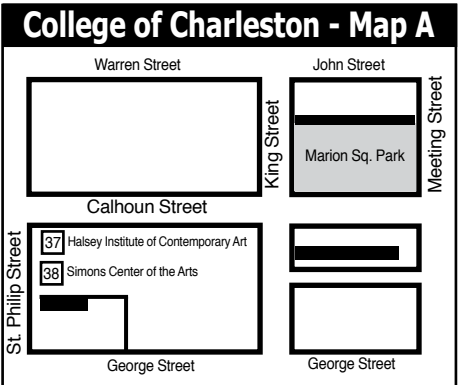 College of Charleston - Map A
Warren Street
John Street
King Street
Meeting Street
Marion Sq. Park
Calhoun Street
St. Philip Street
37 Halsey Institute of Contemporary Art
38 Simons Center of the Arts
George Street
George Street